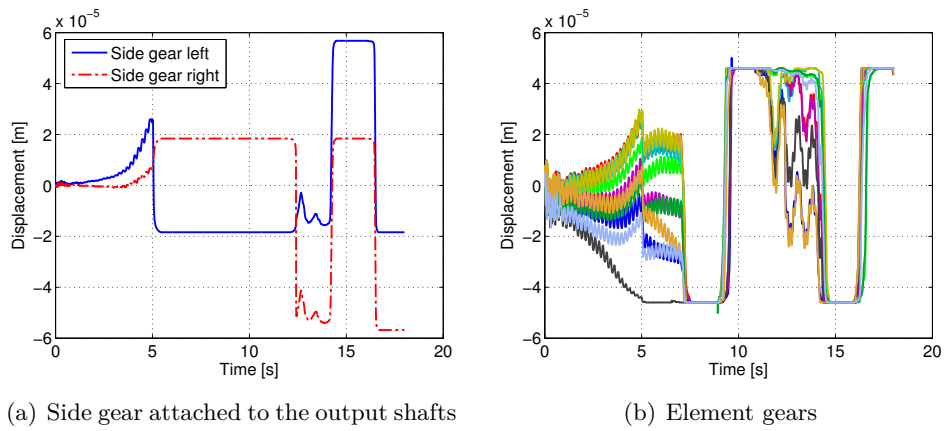 x 10⁻⁵
6
4
2
0
−2
−4
−6
0 5 10 15 20
Time [s]
Displacement [m]
Side gear left
Side gear right
(a) Side gear attached to the output shafts
x 10⁻⁵
6
4
2
0
−2
−4
−6
0 5 10 15 20
Time [s]
Displacement [m]
(b) Element gears